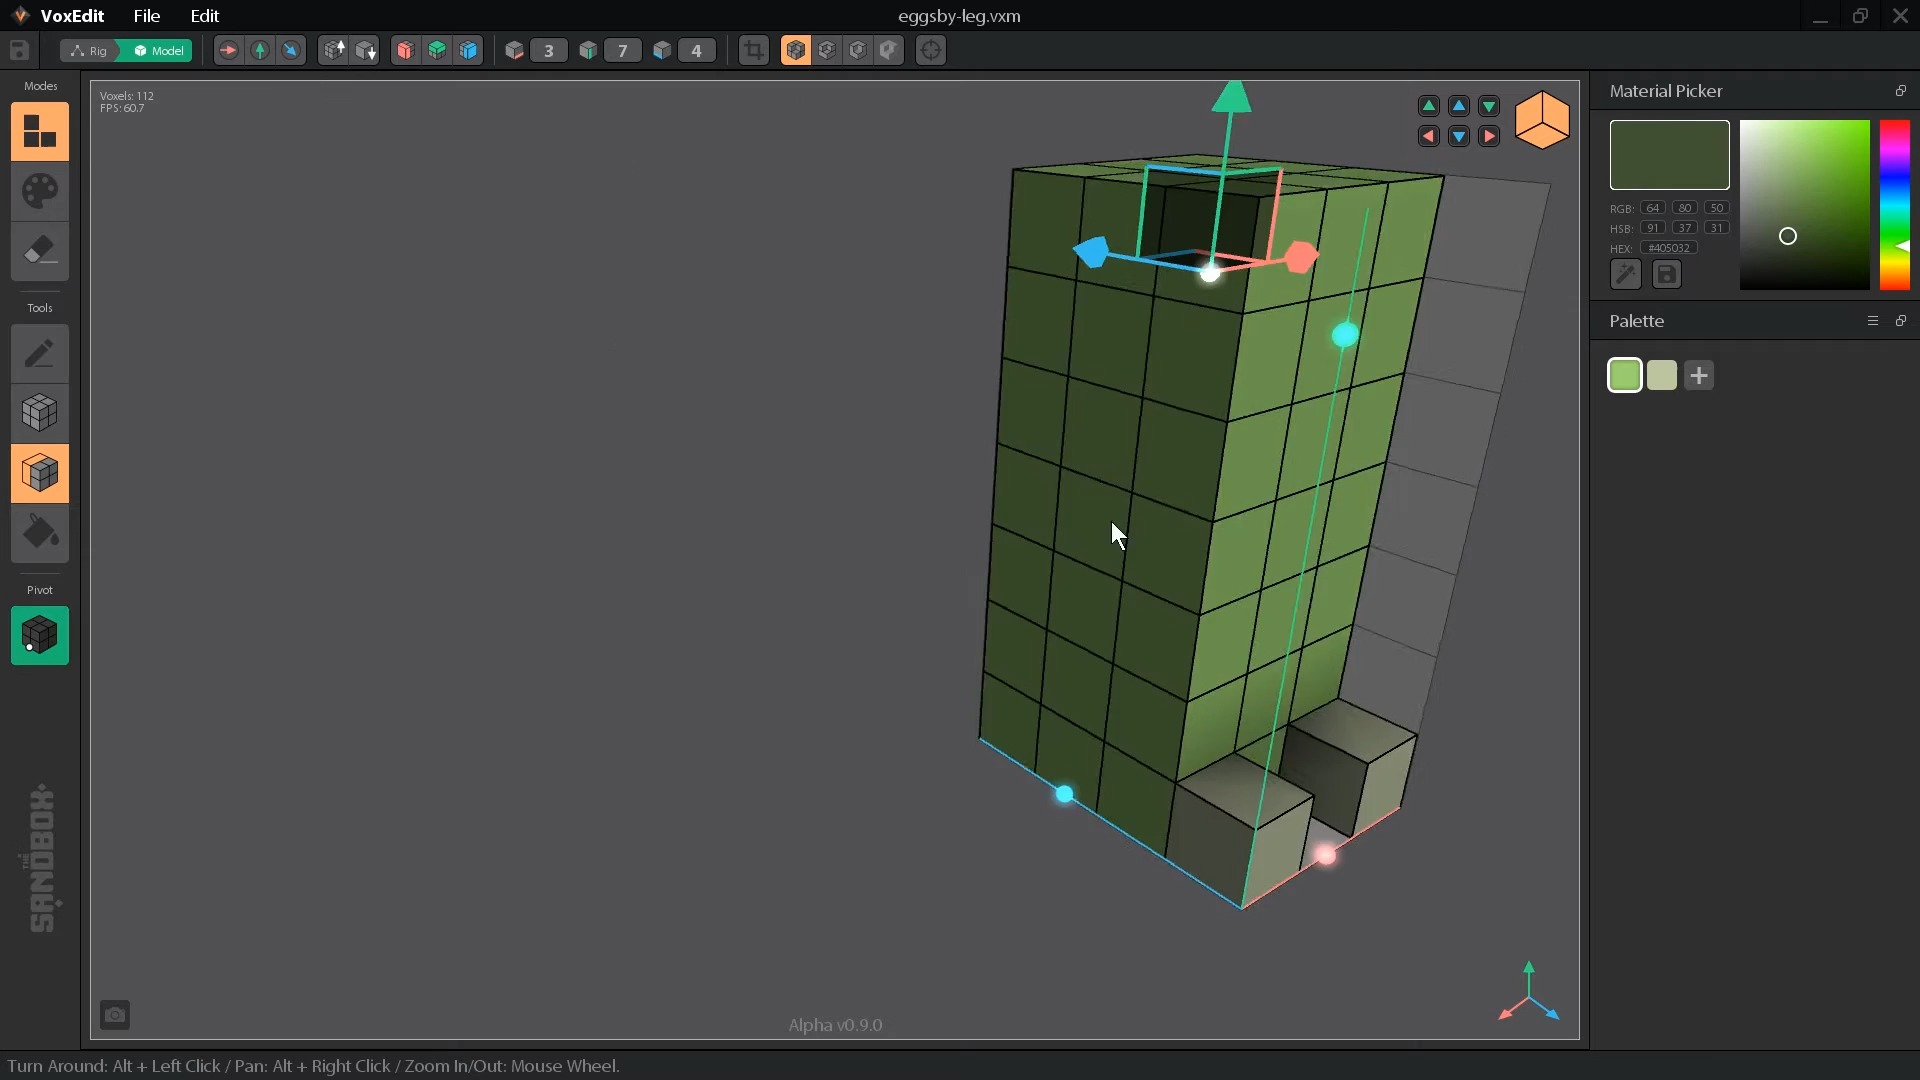 VoxEdit File Edit eggsby-leg.vxm
Rig Model 3 7 4
Modes
Voxels: 112
FPS: 60.7
Tools
Pivot
THE SANDBOX
Alpha v0.9.0
Material Picker
RGB: 64 80 50
HSB: 91 37 31
HEX: #405032
Palette
Turn Around: Alt + Left Click / Pan: Alt + Right Click / Zoom In/Out: Mouse Wheel.